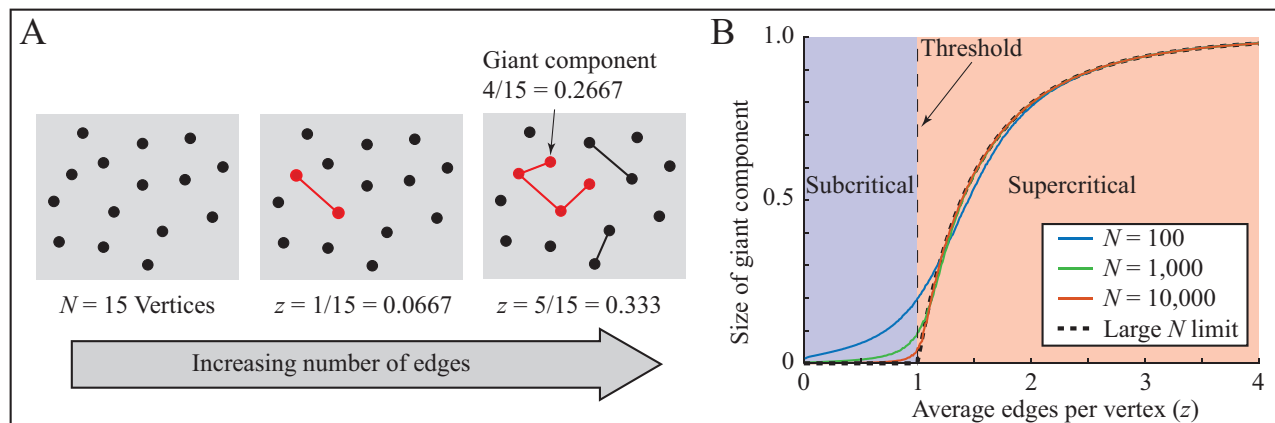 A
Giant component
4/15 = 0.2667
N = 15 Vertices
z = 1/15 = 0.0667
z = 5/15 = 0.333
Increasing number of edges
B
Size of giant component
1.0
0.5
0
Threshold
Subcritical
Supercritical
N = 100
N = 1,000
N = 10,000
Large N limit
0 1 2 3 4
Average edges per vertex (z)